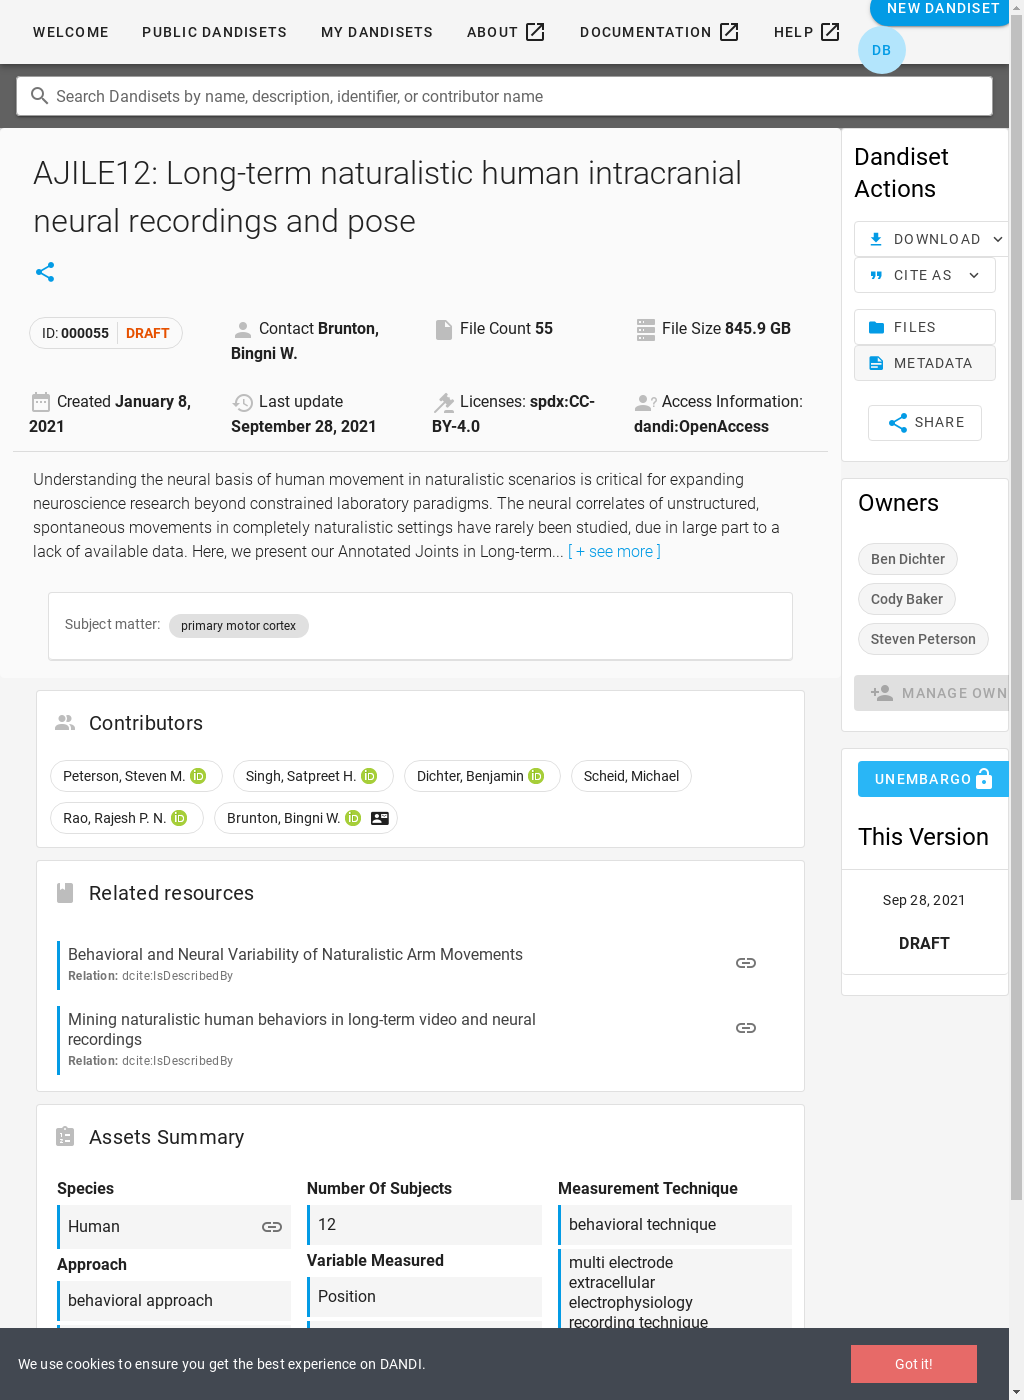 WELCOME PUBLIC DANDISETS MY DANDISETS ABOUT DOCUMENTATION HELP
NEW DANDISET
DB
Search Dandisets by name, description, identifier, or contributor name
AJILE12: Long-term naturalistic human intracranial
neural recordings and pose
ID: 000055 DRAFT
Contact Brunton,
Bingni W.
File Count 55
File Size 845.9 GB
Created January 8,
2021
Last update
September 28, 2021
Licenses: spdx:CC-
BY-4.0
Access Information:
dandi:OpenAccess
Understanding the neural basis of human movement in naturalistic scenarios is critical for expanding
neuroscience research beyond constrained laboratory paradigms. The neural correlates of unstructured,
spontaneous movements in completely naturalistic settings have rarely been studied, due in large part to a
lack of available data. Here, we present our Annotated Joints in Long-term... [ + see more ]
Subject matter: primary motor cortex
Contributors
Peterson, Steven M. iD Singh, Satpreet H. iD Dichter, Benjamin iD Scheid, Michael
Rao, Rajesh P. N. iD Brunton, Bingni W. iD
Related resources
Behavioral and Neural Variability of Naturalistic Arm Movements
Relation: dcite:IsDescribedBy
Mining naturalistic human behaviors in long-term video and neural
recordings
Relation: dcite:IsDescribedBy
Assets Summary
Species
Human
Approach
behavioral approach
Number Of Subjects
12
Variable Measured
Position
Measurement Technique
behavioral technique
multi electrode
extracellular
electrophysiology
recording technique
Dandiset
Actions
DOWNLOAD
CITE AS
FILES
METADATA
SHARE
Owners
Ben Dichter
Cody Baker
Steven Peterson
MANAGE OWN
UNEMBARGO
This Version
Sep 28, 2021
DRAFT
We use cookies to ensure you get the best experience on DANDI.
Got it!